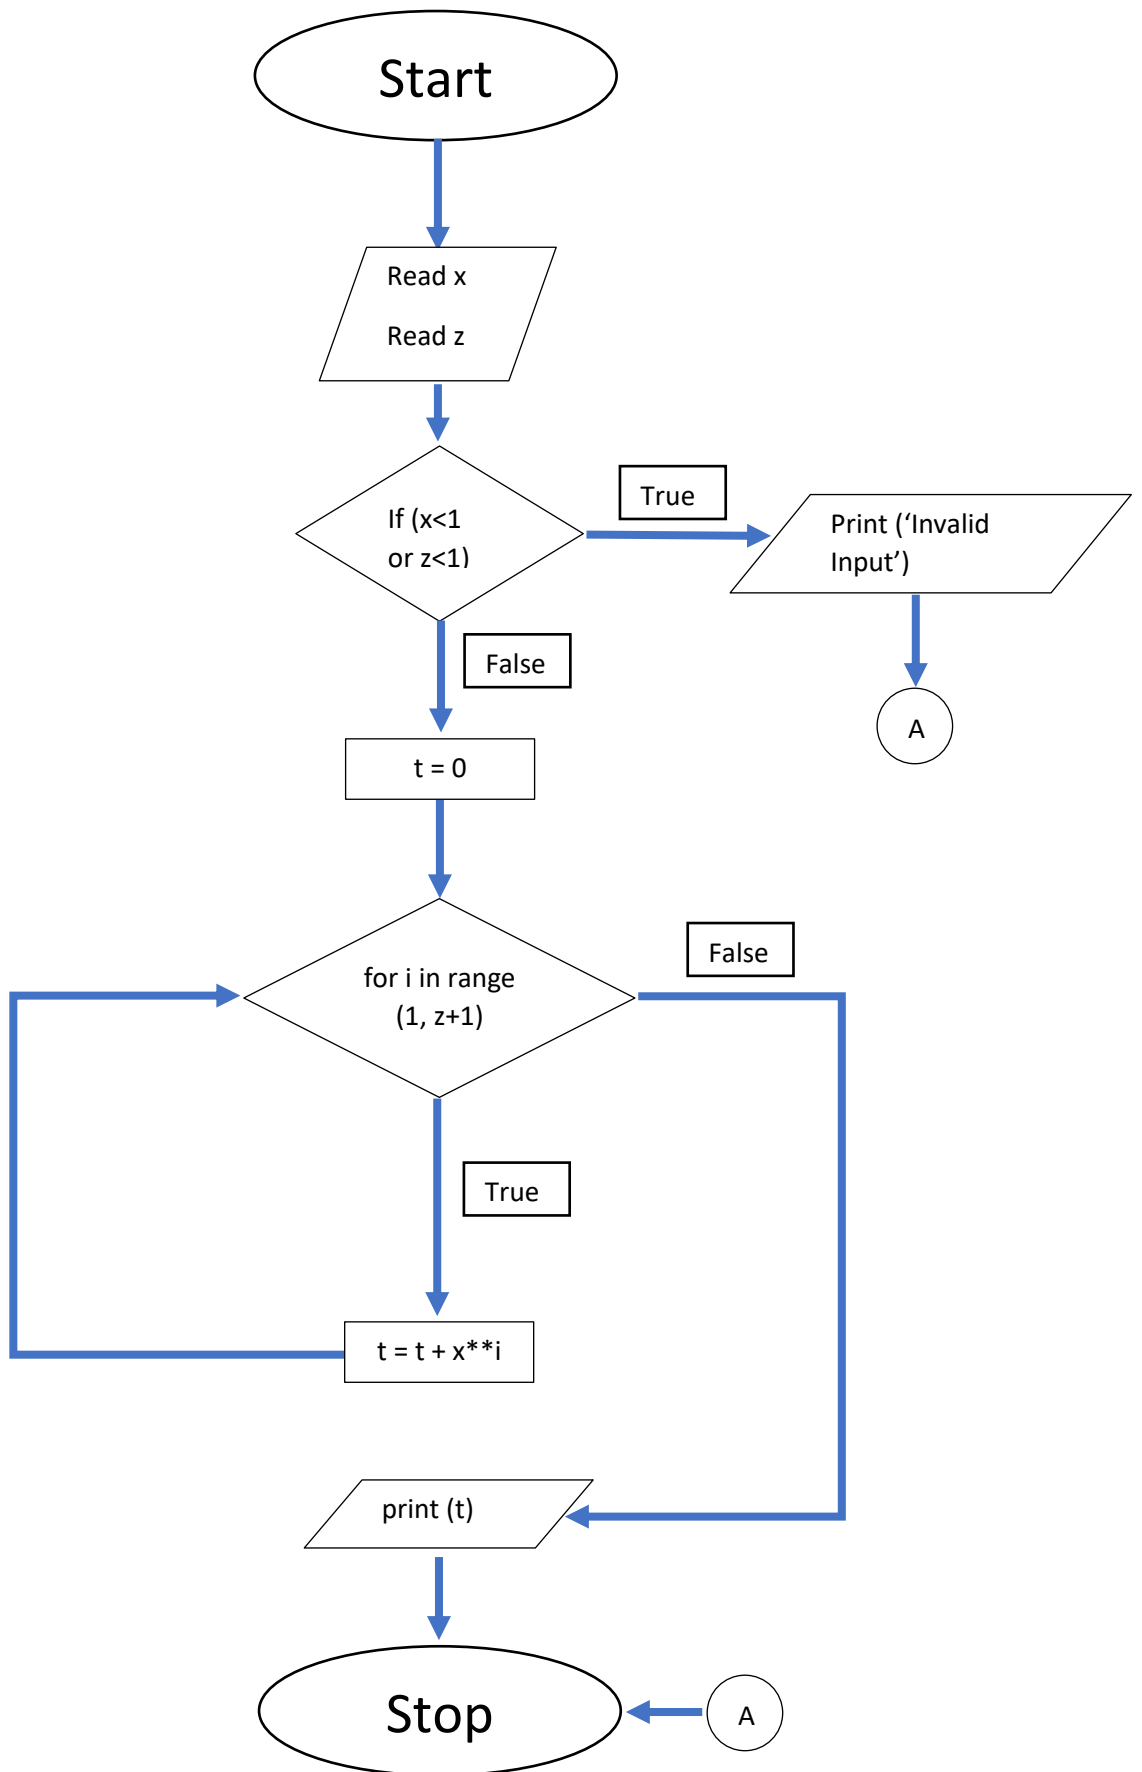 Start
Read x
Read z
If (x<1
or z<1)
True
Print (‘Invalid
Input’)
False
A
t = 0
for i in range
(1, z+1)
False
True
t = t + x**i
print (t)
Stop
A